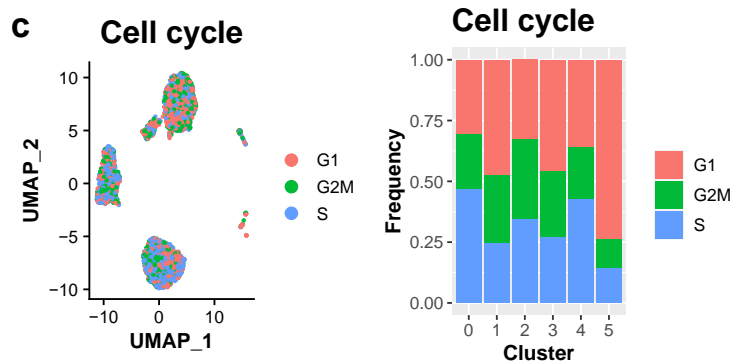 c
Cell cycle
10
5
0
−5
−10
UMAP_2
−10
0
10
UMAP_1
G1
G2M
S
Cell cycle
1.00
0.75
0.50
0.25
0.00
Frequency
0 1 2 3 4 5
Cluster
G1
G2M
S